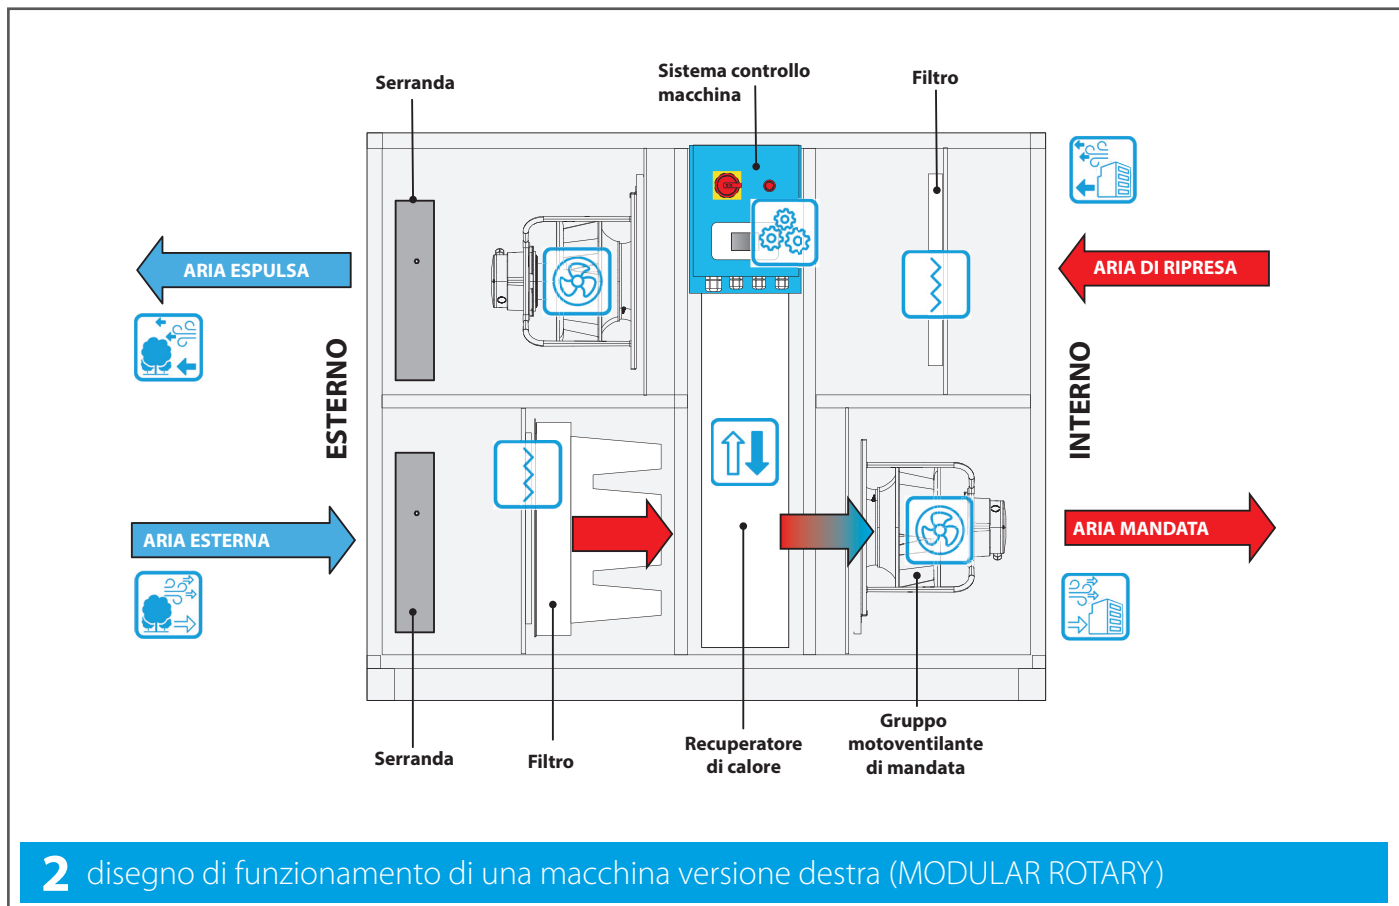 Serranda
Sistema controllo
macchina
Filtro
ARIA ESPULSA
ARIA DI RIPRESA
ESTERNO
INTERNO
ARIA ESTERNA
ARIA MANDATA
Serranda
Filtro
Recuperatore
di calore
Gruppo
motoventilante
di mandata
2 disegno di funzionamento di una macchina versione destra (MODULAR ROTARY)